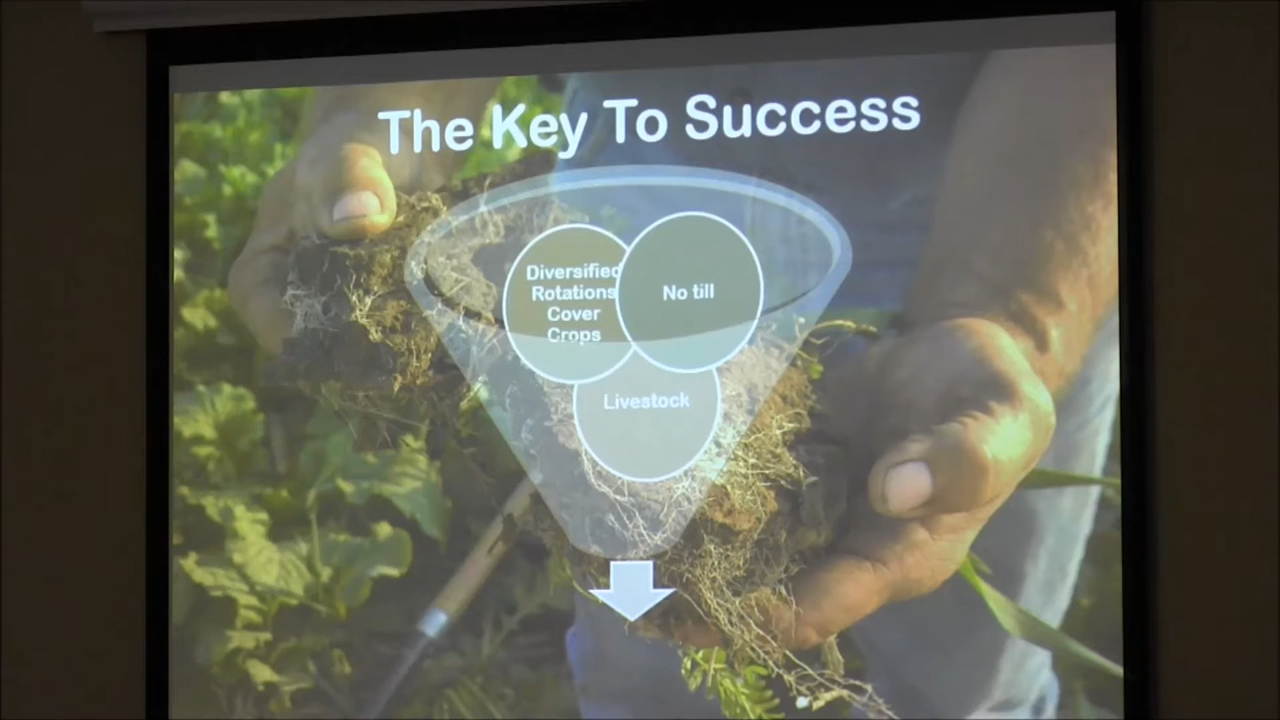 The Key To Success
Diversified
Rotations
Cover
Crops
No till
Livestock